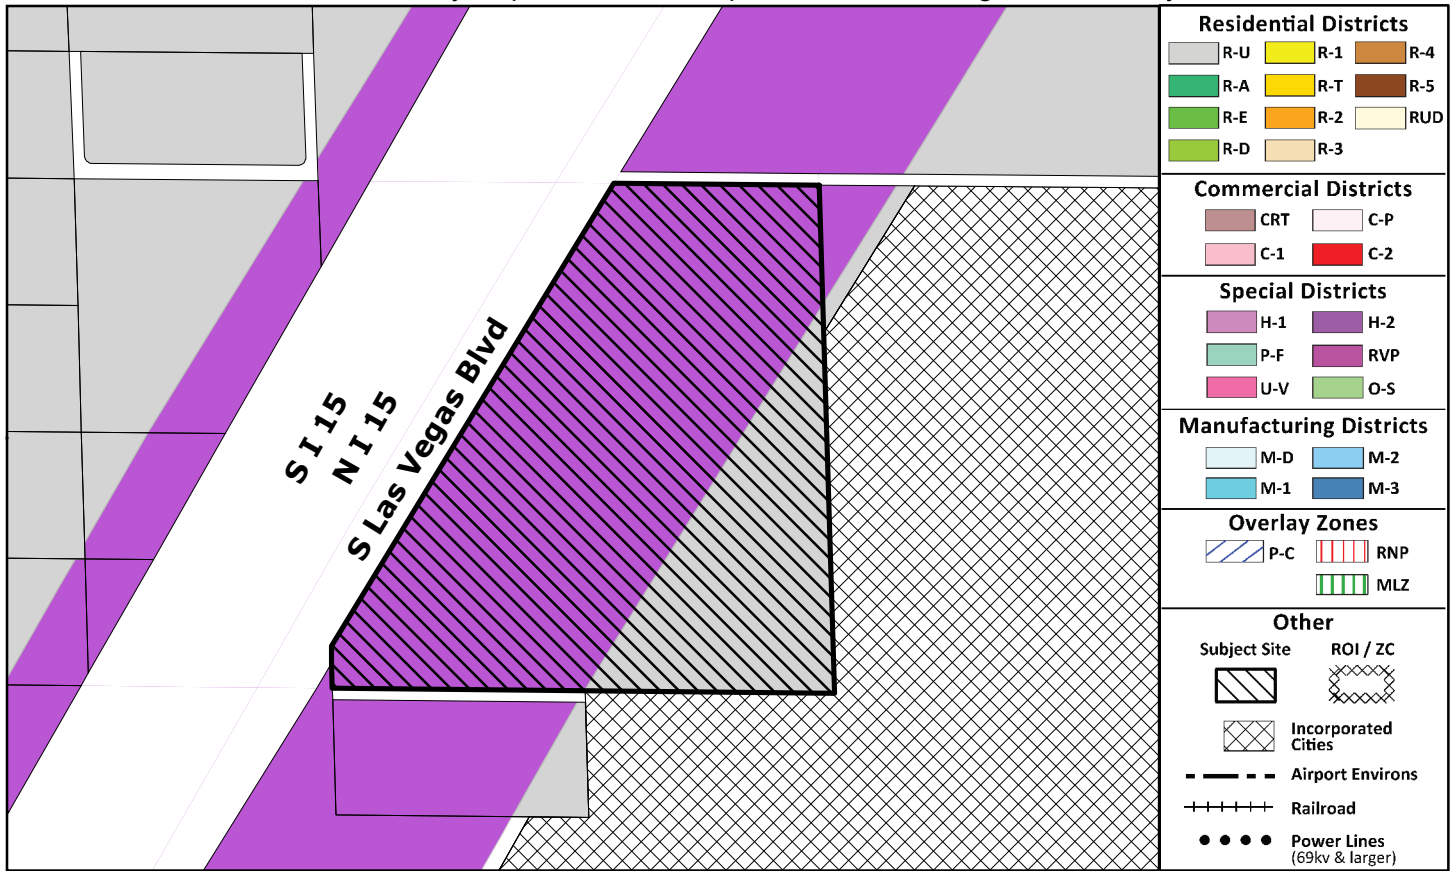 S I 15
N I 15
S Las Vegas Blvd
Residential Districts
R-U
R-1
R-4
R-A
R-T
R-5
R-E
R-2
RUD
R-D
R-3
Commercial Districts
CRT
C-P
C-1
C-2
Special Districts
H-1
H-2
P-F
RVP
U-V
O-S
Manufacturing Districts
M-D
M-2
M-1
M-3
Overlay Zones
P-C
RNP
MLZ
Other
Subject Site
ROI / ZC
Incorporated
Cities
Airport Environs
Railroad
Power Lines
(69kv & larger)